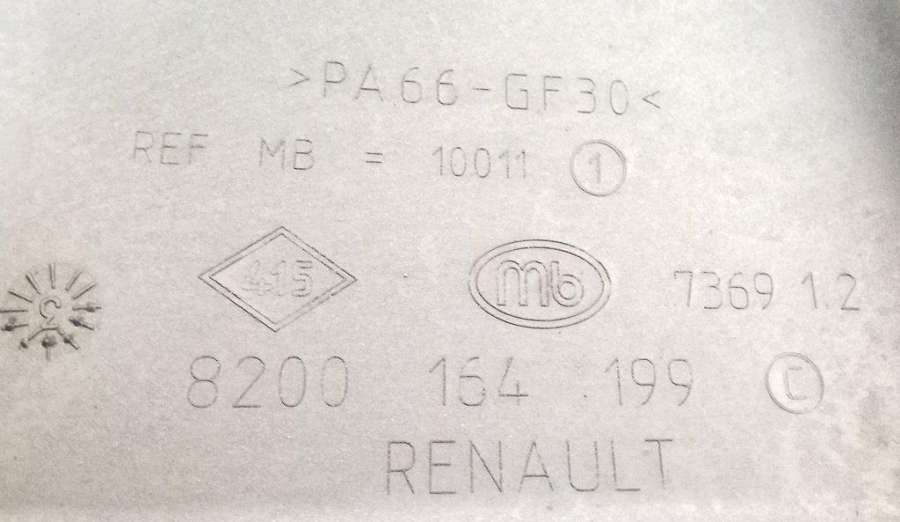 >PA66-GF30<
REF MB = 10011 1
415 mb 7369 1.2
8200 164 199 C
RENAULT